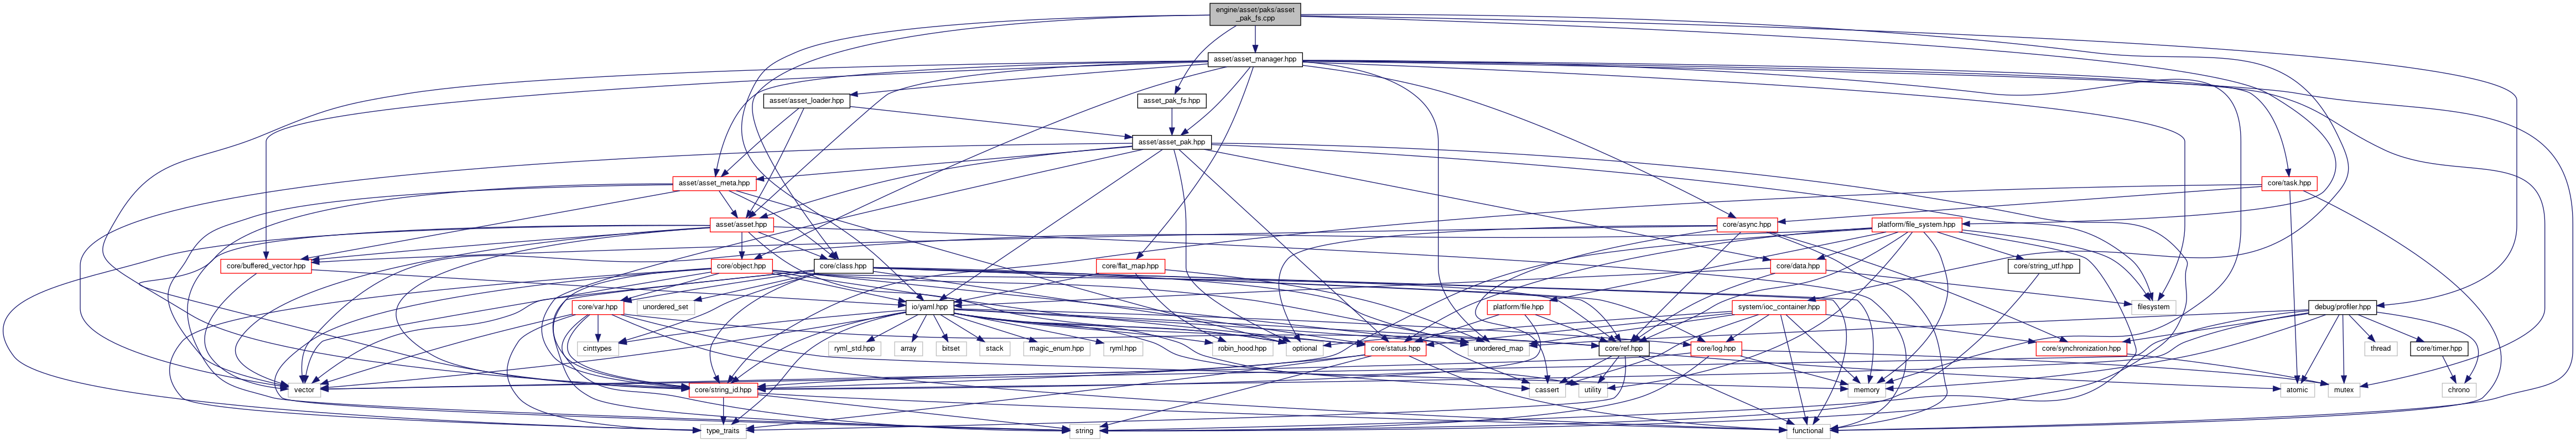 engine/asset/paks/asset
_pak_fs.cpp
asset/asset_manager.hpp
asset/asset_loader.hpp
asset_pak_fs.hpp
asset/asset_pak.hpp
asset/asset_meta.hpp
core/task.hpp
asset/asset.hpp
core/async.hpp
platform/file_system.hpp
core/buffered_vector.hpp
core/object.hpp
core/class.hpp
core/flat_map.hpp
core/data.hpp
core/string_utf.hpp
unordered_set
core/var.hpp
io/yaml.hpp
platform/file.hpp
system/ioc_container.hpp
filesystem
debug/profiler.hpp
cinttypes
ryml_std.hpp
array
bitset
stack
magic_enum.hpp
ryml.hpp
robin_hood.hpp
optional
core/status.hpp
unordered_map
core/ref.hpp
core/log.hpp
core/synchronization.hpp
thread
core/timer.hpp
vector
core/string_id.hpp
cassert
utility
memory
atomic
mutex
chrono
type_traits
string
functional